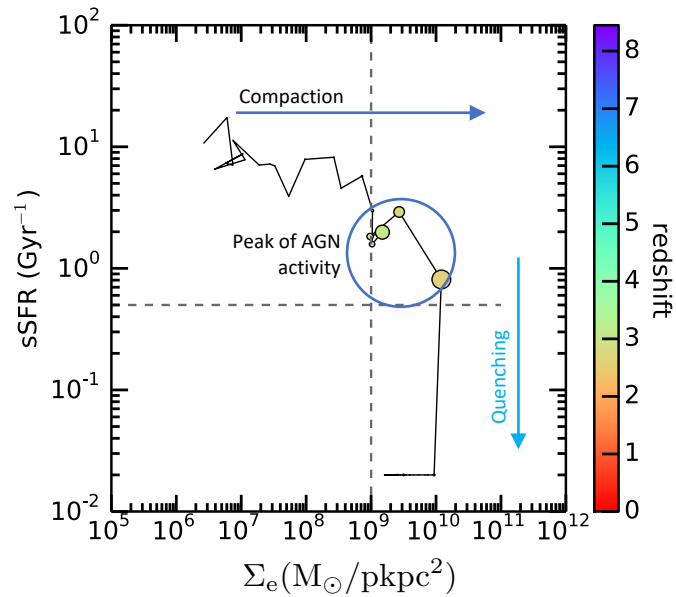 10²
8
Compaction
7
10¹
6
sSFR (Gyr⁻¹)
Peak of AGN
activity
5
redshift
10⁰
4
3
Quenching
10⁻¹
2
1
0
10⁻²
10⁵ 10⁶ 10⁷ 10⁸ 10⁹ 10¹⁰ 10¹¹ 10¹²
Σₑ(M⊙/pkpc²)